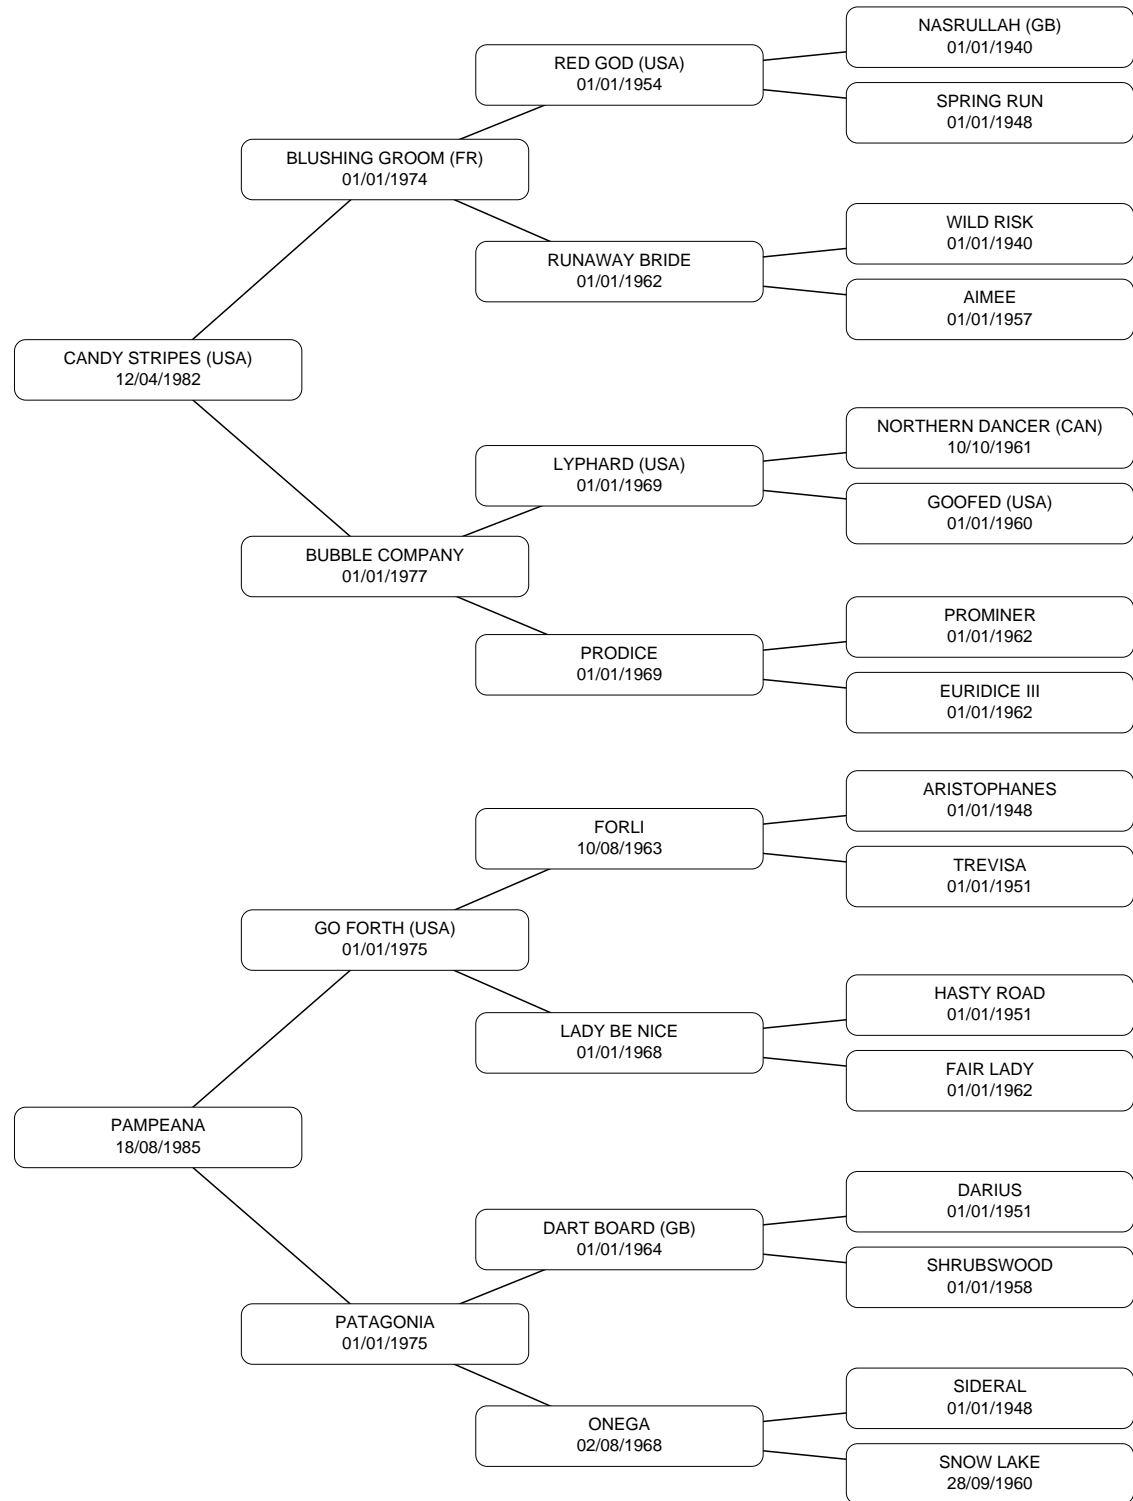 NASRULLAH (GB)
01/01/1940
RED GOD (USA)
01/01/1954
SPRING RUN
01/01/1948
BLUSHING GROOM (FR)
01/01/1974
WILD RISK
01/01/1940
RUNAWAY BRIDE
01/01/1962
AIMEE
01/01/1957
CANDY STRIPES (USA)
12/04/1982
NORTHERN DANCER (CAN)
10/10/1961
LYPHARD (USA)
01/01/1969
GOOFED (USA)
01/01/1960
BUBBLE COMPANY
01/01/1977
PROMINER
01/01/1962
PRODICE
01/01/1969
EURIDICE III
01/01/1962
ARISTOPHANES
01/01/1948
FORLI
10/08/1963
TREVISA
01/01/1951
GO FORTH (USA)
01/01/1975
HASTY ROAD
01/01/1951
LADY BE NICE
01/01/1968
FAIR LADY
01/01/1962
PAMPEANA
18/08/1985
DARIUS
01/01/1951
DART BOARD (GB)
01/01/1964
SHRUBSWOOD
01/01/1958
PATAGONIA
01/01/1975
SIDERAL
01/01/1948
ONEGA
02/08/1968
SNOW LAKE
28/09/1960